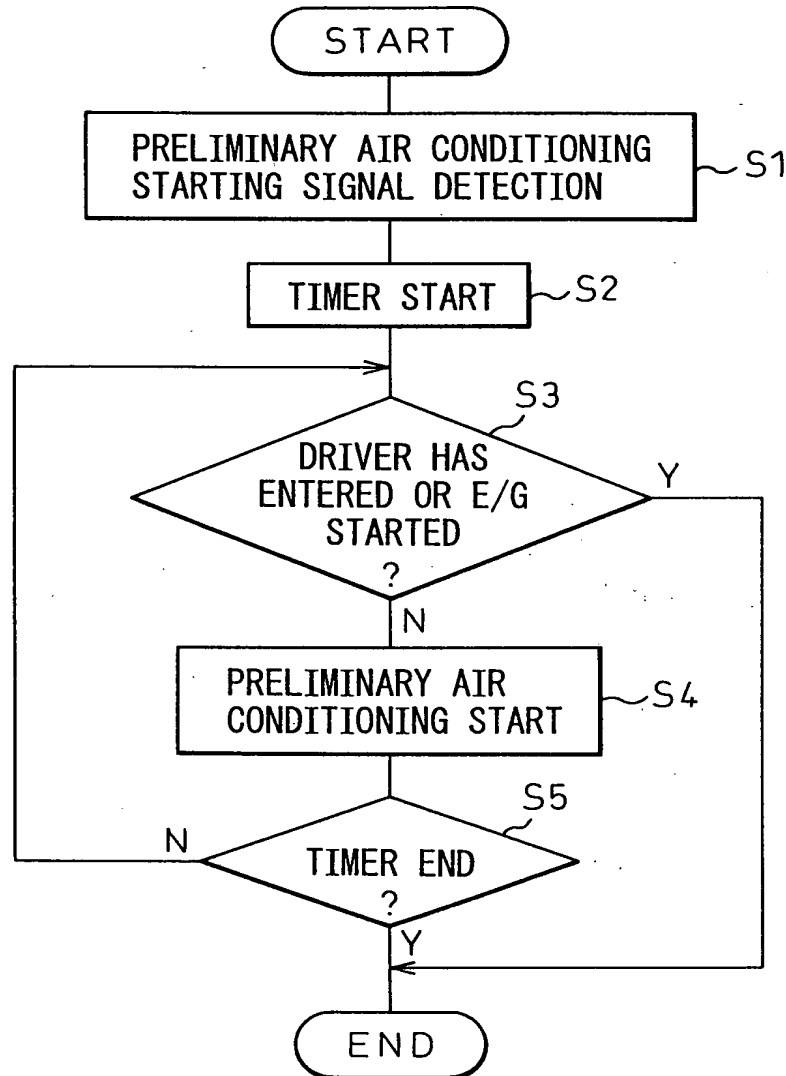 START
PRELIMINARY AIR CONDITIONING
STARTING SIGNAL DETECTION
S1
TIMER START
S2
S3
DRIVER HAS
ENTERED OR E/G
STARTED
?
Y
N
PRELIMINARY AIR
CONDITIONING START
S4
S5
N
TIMER END
?
Y
END